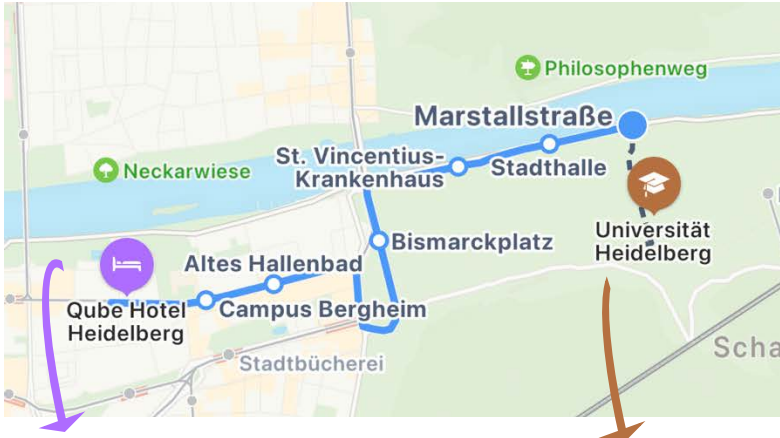 Philosophenweg
Marstallstraße
St. Vincentius-
Krankenhaus
Stadthalle
Neckarwiese
Universität
Heidelberg
Bismarckplatz
Altes Hallenbad
Qube Hotel
Heidelberg
Campus Bergheim
Stadtbücherei
Scha